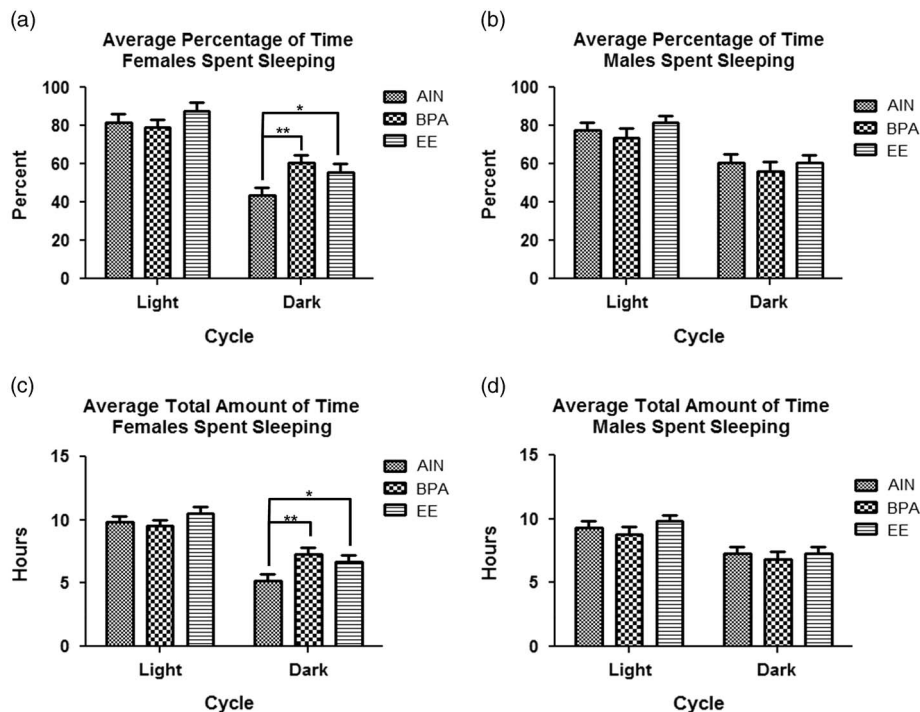 (a)
Average Percentage of Time
Females Spent Sleeping
100
80
60
40
20
0
Percent
**
*
Light
Dark
Cycle
AIN
BPA
EE
(b)
Average Percentage of Time
Males Spent Sleeping
100
80
60
40
20
0
Percent
Light
Dark
Cycle
AIN
BPA
EE
(c)
Average Total Amount of Time
Females Spent Sleeping
15
10
5
0
Hours
**
*
Light
Dark
Cycle
AIN
BPA
EE
(d)
Average Total Amount of Time
Males Spent Sleeping
15
10
5
0
Hours
Light
Dark
Cycle
AIN
BPA
EE